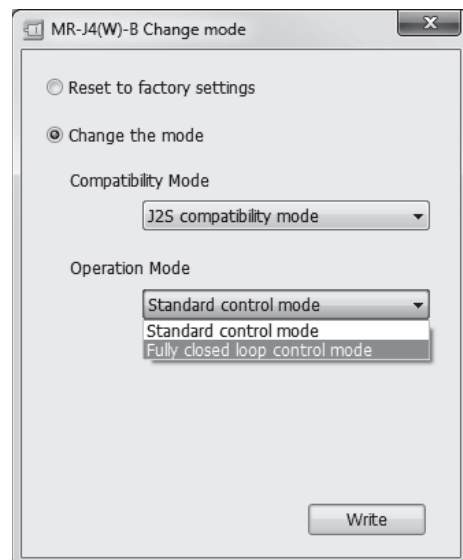 MR-J4(W)-B Change mode
Reset to factory settings
Change the mode
Compatibility Mode
J2S compatibility mode
Operation Mode
Standard control mode
Standard control mode
Fully closed loop control mode
Write